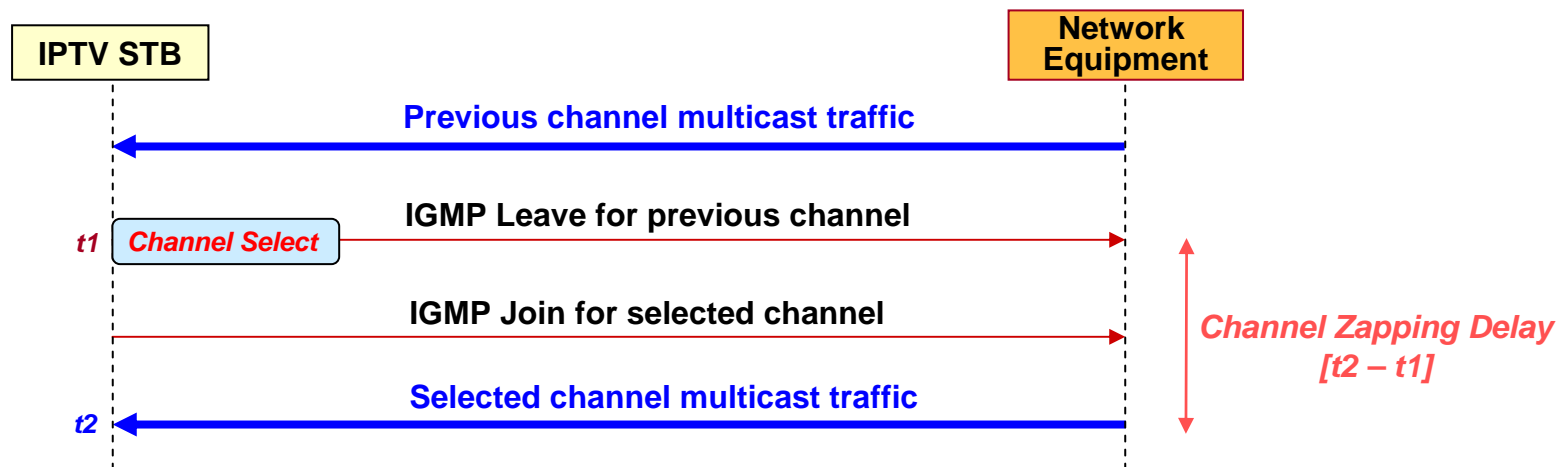 IPTV STB
Network
Equipment
Previous channel multicast traffic
IGMP Leave for previous channel
t1
Channel Select
IGMP Join for selected channel
Channel Zapping Delay
[t2 – t1]
Selected channel multicast traffic
t2